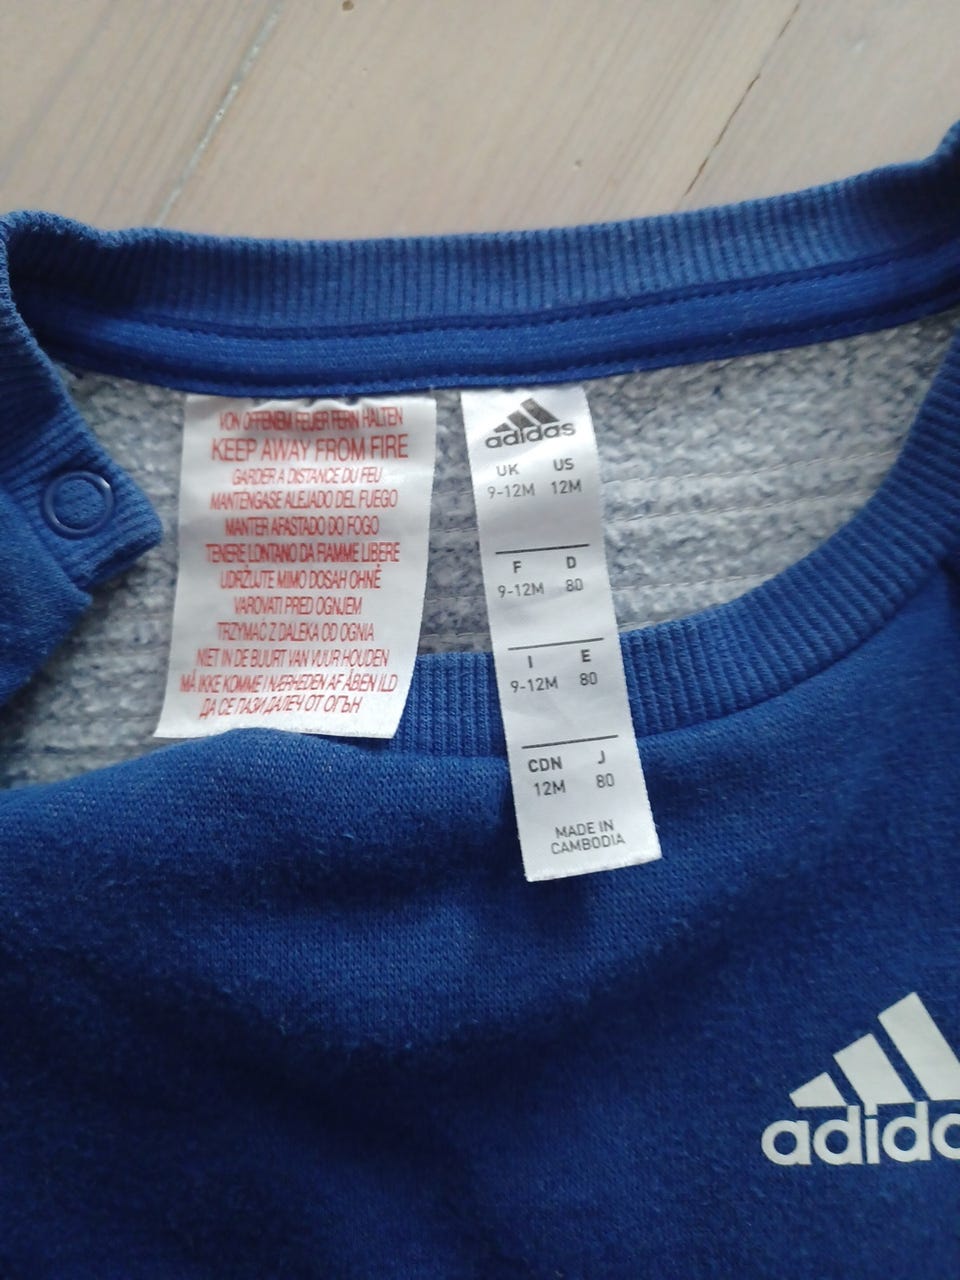 VON OFFENEM FEUER FERN HALTEN
KEEP AWAY FROM FIRE
GARDER A DISTANCE DU FEU
MANTENGASE ALEJADO DEL FUEGO
MANTER AFASTADO DO FOGO
TENERE LONTANO DA FIAMME LIBERE
UDRŽUJTE MIMO DOSAH OHNĚ
VAROVATI PRED OGNJEM
TRZYMAĆ Z DALEKA OD OGNIA
NIET IN DE BUURT VAN VUUR HOUDEN
MÅ IKKE KOMME I NÆRHEDEN AF ÅBEN ILD
ДА СЕ ПАЗИ ДАЛЕЧ ОТ ОГЪН
adidas
UK US
9-12M 12M
F D
9-12M 80
I E
9-12M 80
CDN J
12M 80
MADE IN
CAMBODIA
adida